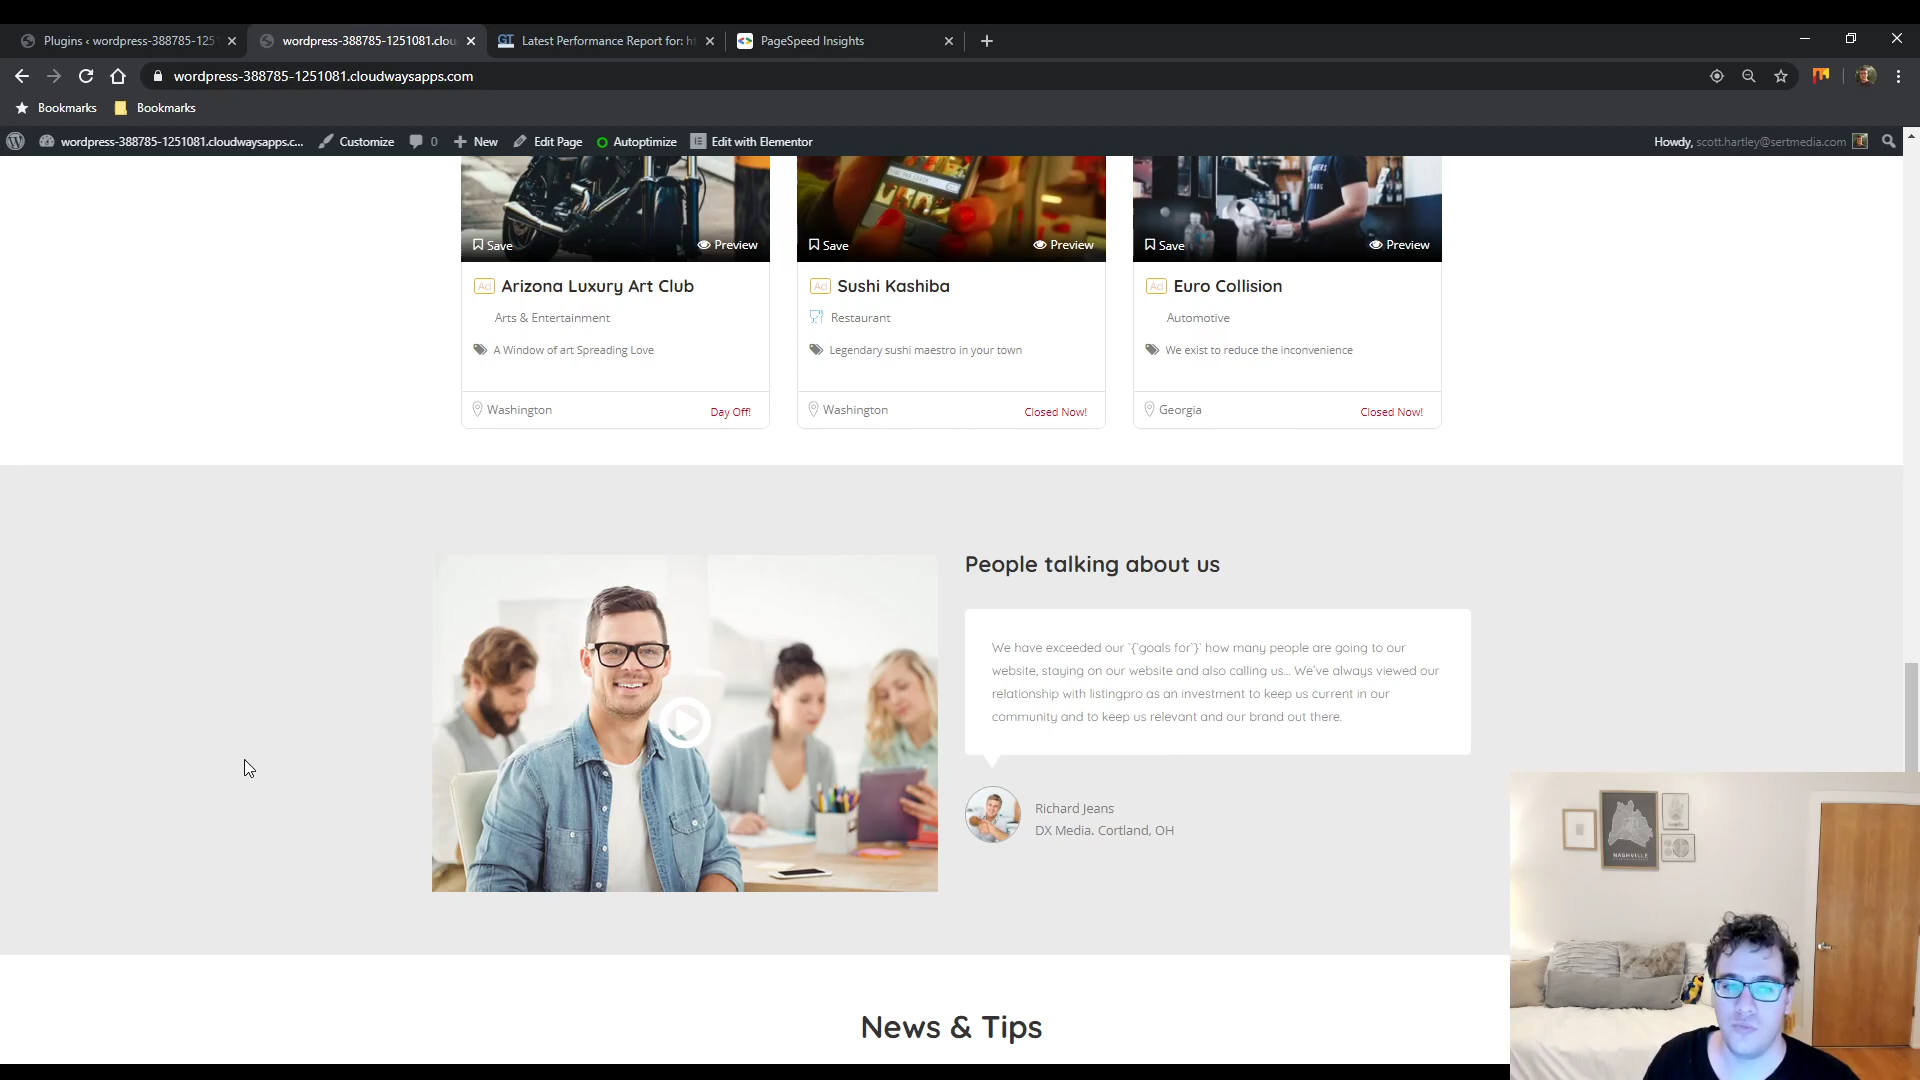 Plugins ‹ wordpress-388785-125
wordpress-388785-1251081.clou
GT Latest Performance Report for: h
PageSpeed Insights
wordpress-388785-1251081.cloudwaysapps.com
Bookmarks
Bookmarks
wordpress-388785-1251081.cloudwaysapps.c...
Customize
0
New
Edit Page
Autoptimize
Edit with Elementor
Howdy, scott.hartley@sertmedia.com
Save
Preview
Save
Preview
Save
Preview
Ad Arizona Luxury Art Club
Ad Sushi Kashiba
Ad Euro Collision
Arts & Entertainment
Restaurant
Automotive
A Window of art Spreading Love
Legendary sushi maestro in your town
We exist to reduce the inconvenience
Washington
Day Off!
Washington
Closed Now!
Georgia
Closed Now!
People talking about us
We have exceeded our `{`goals for`}` how many people are going to our
website, staying on our website and also calling us... We've always viewed our
relationship with listingpro as an investment to keep us current in our
community and to keep us relevant and our brand out there.
Richard Jeans
DX Media. Cortland, OH
NASHVILLE
News & Tips